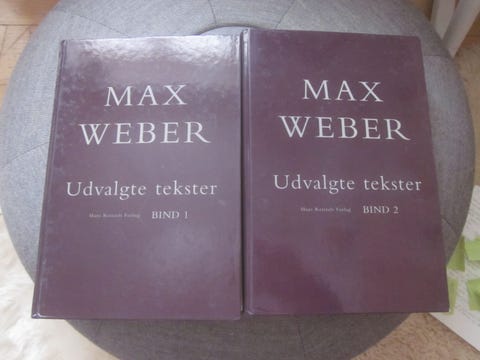 MAX
WEBER
Udvalgte tekster
Hans Reitzels Forlag BIND 1
MAX
WEBER
Udvalgte tekster
Hans Reitzels Forlag BIND 2